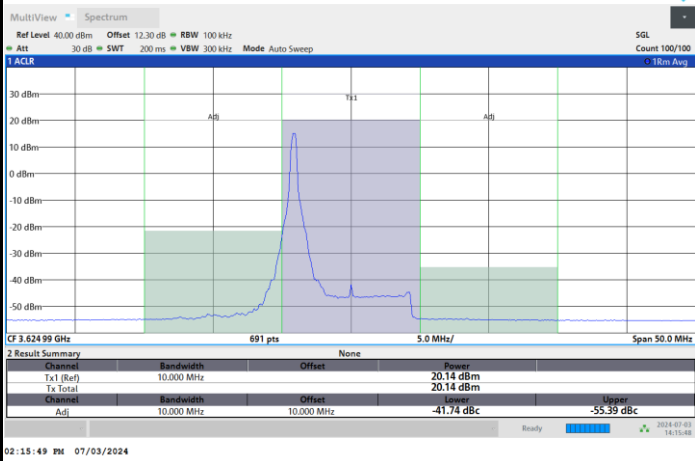 MultiView Spectrum
Ref Level 40.00 dBm Offset 12.30 dB RBW 100 kHz SGL
Att 30 dB SWT 200 ms VBW 300 kHz Mode Auto Sweep Count 100/100
1 ACLR 1Rm Avg
30 dBm
Tx1
20 dBm Adj Adj
10 dBm
0 dBm
-10 dBm
-20 dBm
-30 dBm
-40 dBm
-50 dBm
CF 3.624 99 GHz 691 pts 5.0 MHz/ Span 50.0 MHz
2 Result Summary None
Channel Bandwidth Offset Power
Tx1 (Ref) 10.000 MHz 20.14 dBm
Tx Total 20.14 dBm
Channel Bandwidth Offset Lower Upper
Adj 10.000 MHz 10.000 MHz -41.74 dBc -55.39 dBc
Ready 2024-07-03
14:15:48
02:15:49 PM 07/03/2024